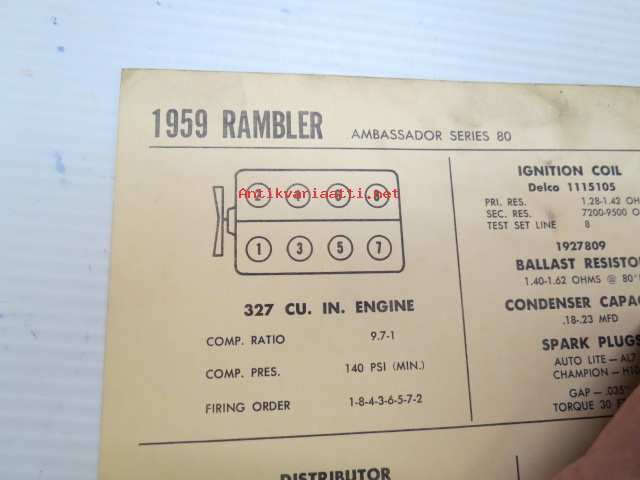 1959 RAMBLER AMBASSADOR SERIES 80
Antikvariaatti.net
2 4 6 8
1 3 5 7
327 CU. IN. ENGINE
COMP. RATIO 9.7-1
COMP. PRES. 140 PSI (MIN.)
FIRING ORDER 1-8-4-3-6-5-7-2
IGNITION COIL
Delco 1115105
PRI. RES. 1.28-1.42
SEC. RES. 7200-9500
TEST SET LINE 8
1927809
BALLAST
1.40-1.62 OHMS @ 80°
CONDENSER
.18-.23 MFD
SPARK PLUGS
AUTO LITE —
CHAMPION —
GAP — .035"
TORQUE 30
DISTRIBUTOR